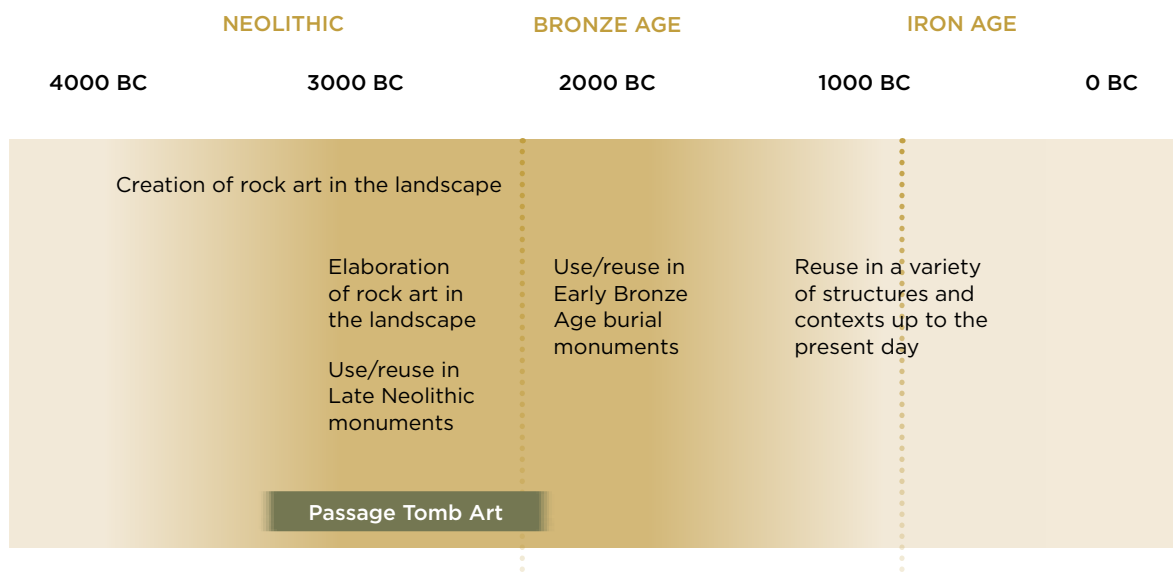 NEOLITHIC
BRONZE AGE
IRON AGE
4000 BC
3000 BC
2000 BC
1000 BC
0 BC
Creation of rock art in the landscape
Elaboration
of rock art in
the landscape
Use/reuse in
Late Neolithic
monuments
Use/reuse in
Early Bronze
Age burial
monuments
Reuse in a variety
of structures and
contexts up to the
present day
Passage Tomb Art